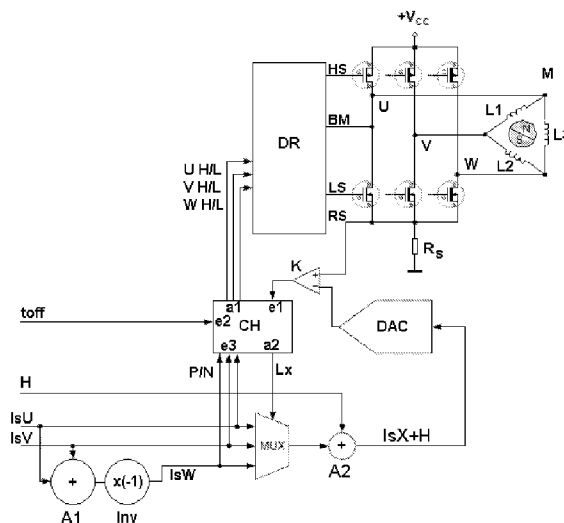 +VCC
HS
M
U
L1
BM
DR
V
N
L2
W
U H/L
V H/L
W H/L
LS
RS
RS
K
a1
e1
toff
e2
CH
DAC
e3
a2
P/N
Lx
H
IsU
IsV
MUX
+
IsX+H
+
x(-1)
IsW
A2
A1
Inv